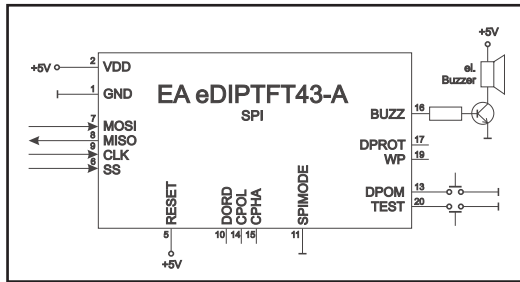 +5V
2 VDD
1 GND
EA eDIPTFT43-A
SPI
7 MOSI
8 MISO
9 CLK
6 SS
RESET
5
+5V
DORD
10
CPOL
14
CPHA
15
SPIMODE
11
+5V
el.
Buzzer
BUZZ 16
DPROT 17
WP 19
DPOM 13
TEST 20